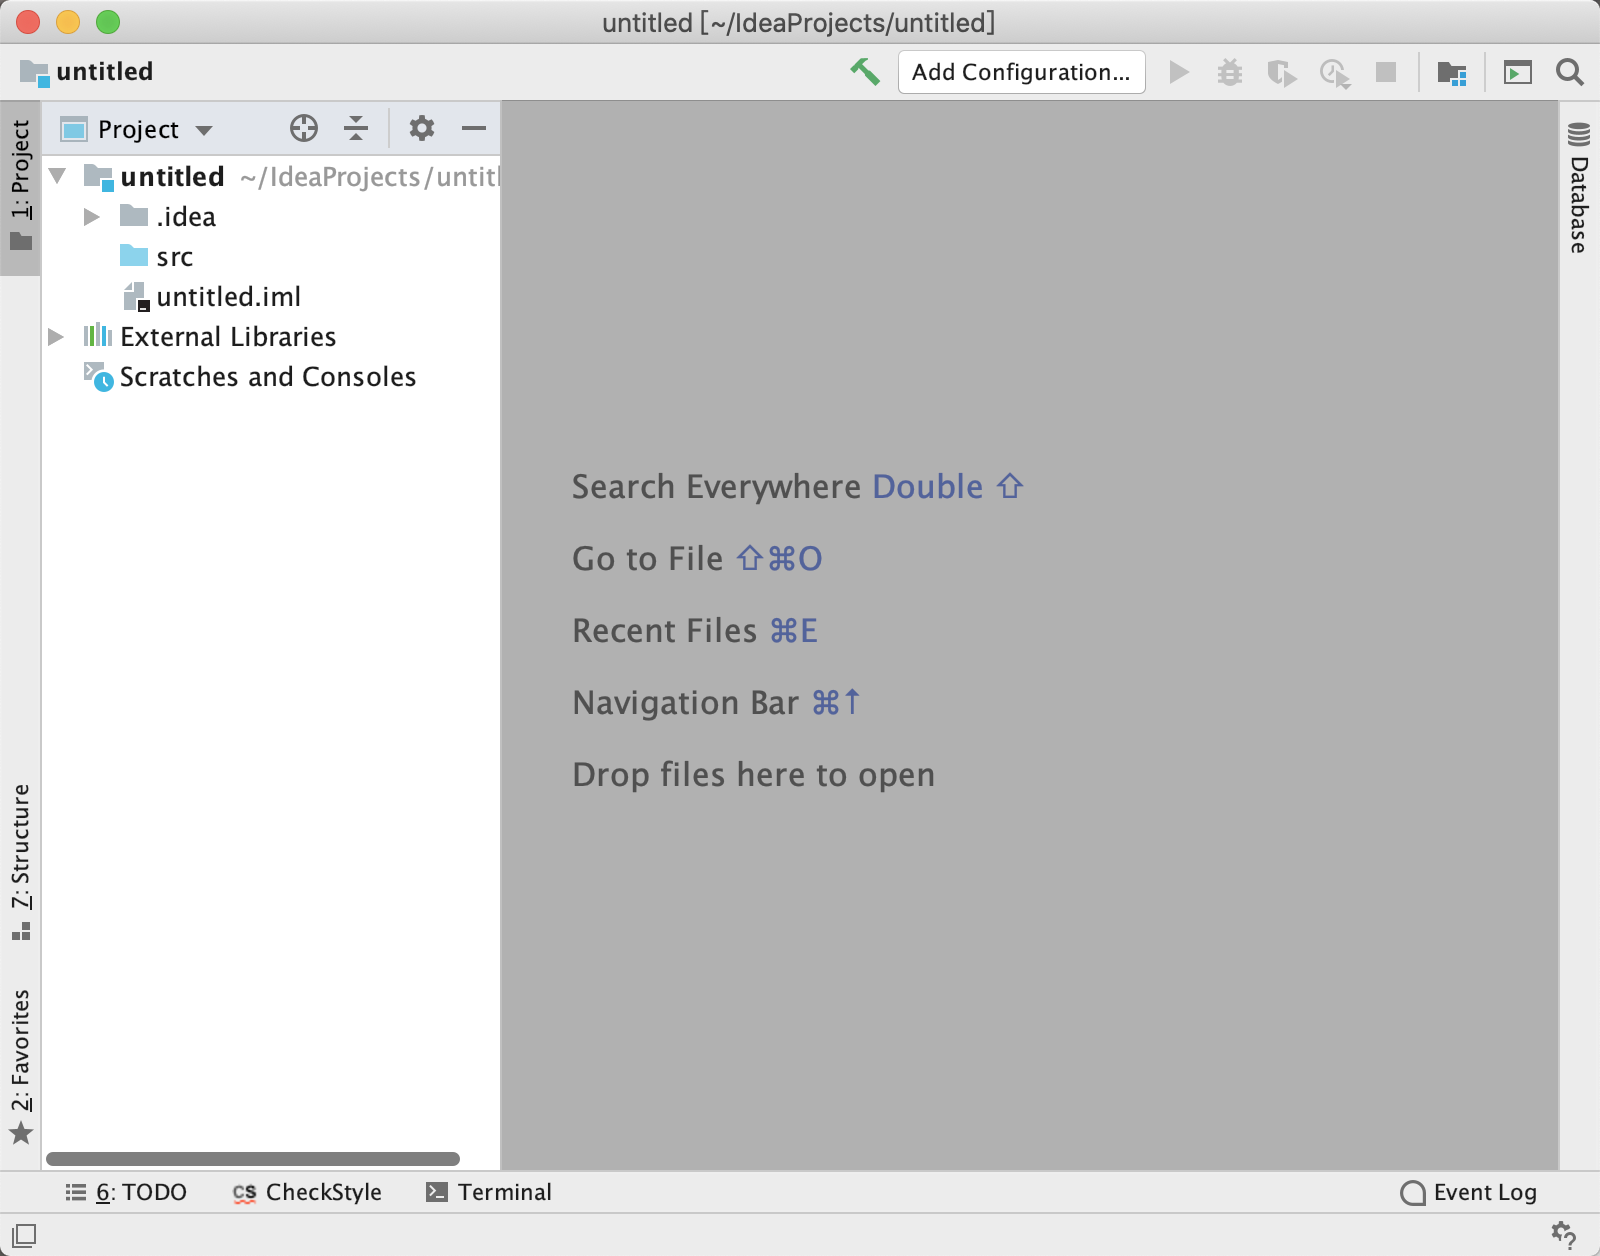 untitled [~/IdeaProjects/untitled]
untitled
Add Configuration...
1: Project
Project
untitled ~/IdeaProjects/untitl
.idea
src
untitled.iml
External Libraries
Scratches and Consoles
Search Everywhere Double ⇧
Go to File ⇧⌘O
Recent Files ⌘E
Navigation Bar ⌘↑
Drop files here to open
Database
7: Structure
2: Favorites
6: TODO
CS CheckStyle
Terminal
Event Log